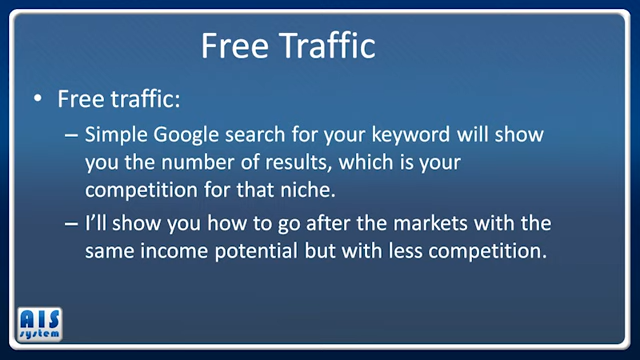 Free Traffic
• Free traffic:
– Simple Google search for your keyword will show
you the number of results, which is your
competition for that niche.
– I'll show you how to go after the markets with the
same income potential but with less competition.
AIS
system